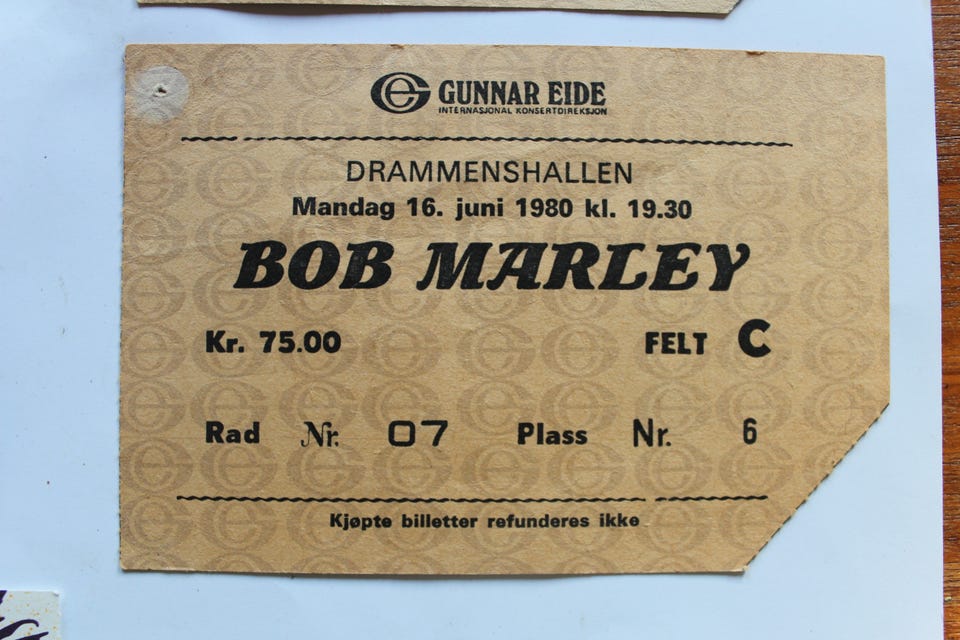 GUNNAR EIDE
INTERNASJONAL KONSERTDIREKSJON
DRAMMENSHALLEN
Mandag 16. juni 1980 kl. 19.30
BOB MARLEY
Kr. 75.00 FELT C
Rad Nr. 07 Plass Nr. 6
Kjøpte billetter refunderes ikke